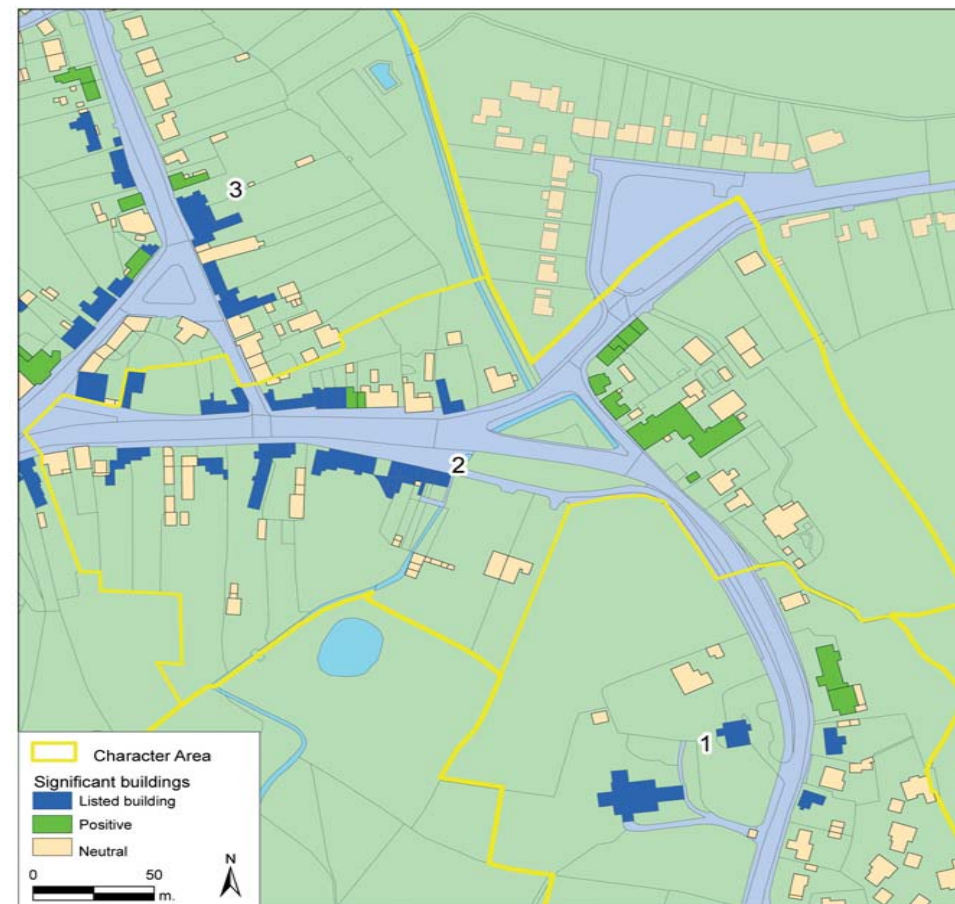 3
2
1
Character Area
Significant buildings
Listed building
Positive
Neutral
0 50
m.
N